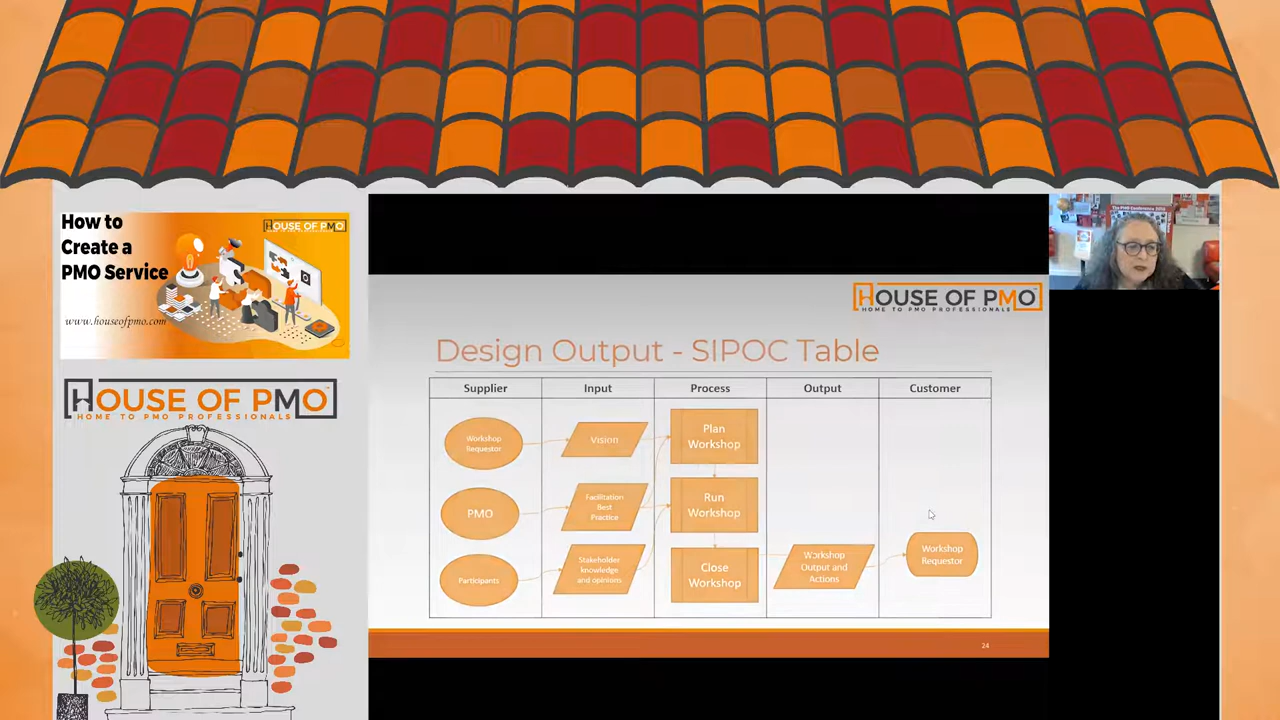 How to
Create a
PMO Service
HOUSE OF PMO
www.houseofpmo.com
HOUSE OF PMO
HOME TO PMO PROFESSIONALS
HOUSE OF PMO
HOME TO PMO PROFESSIONALS
Design Output - SIPOC Table
Supplier
Input
Process
Output
Customer
Workshop
Requestor
Vision
Plan
Workshop
PMO
Facilitation
Best
Practice
Run
Workshop
Participants
Stakeholder
knowledge
and opinions
Close
Workshop
Workshop
Output and
Actions
Workshop
Requestor
24